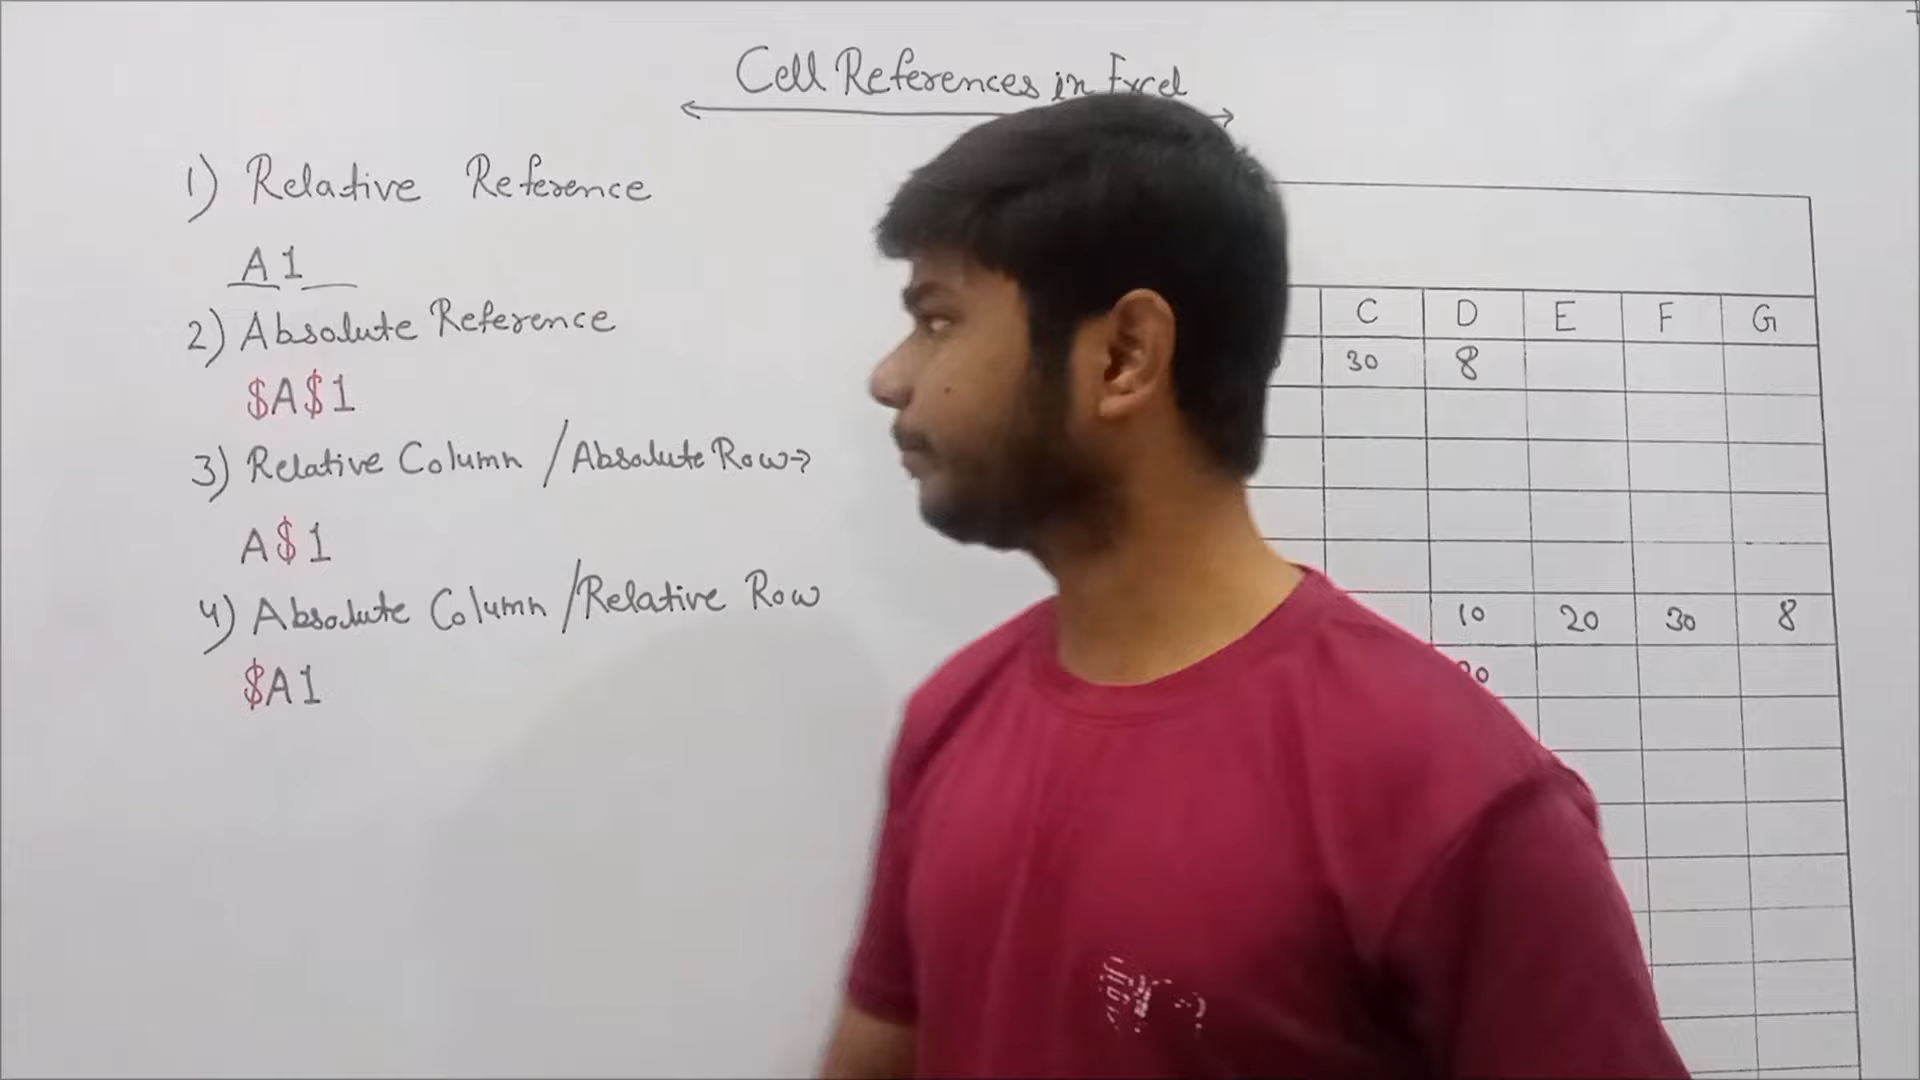 Cell References in Excel
1) Relative Reference
A1
2) Absolute Reference
$A$1
3) Relative Column / Absolute Row→
A$1
4) Absolute Column / Relative Row
$A1
C D E F G
30 8
10 20 30 8